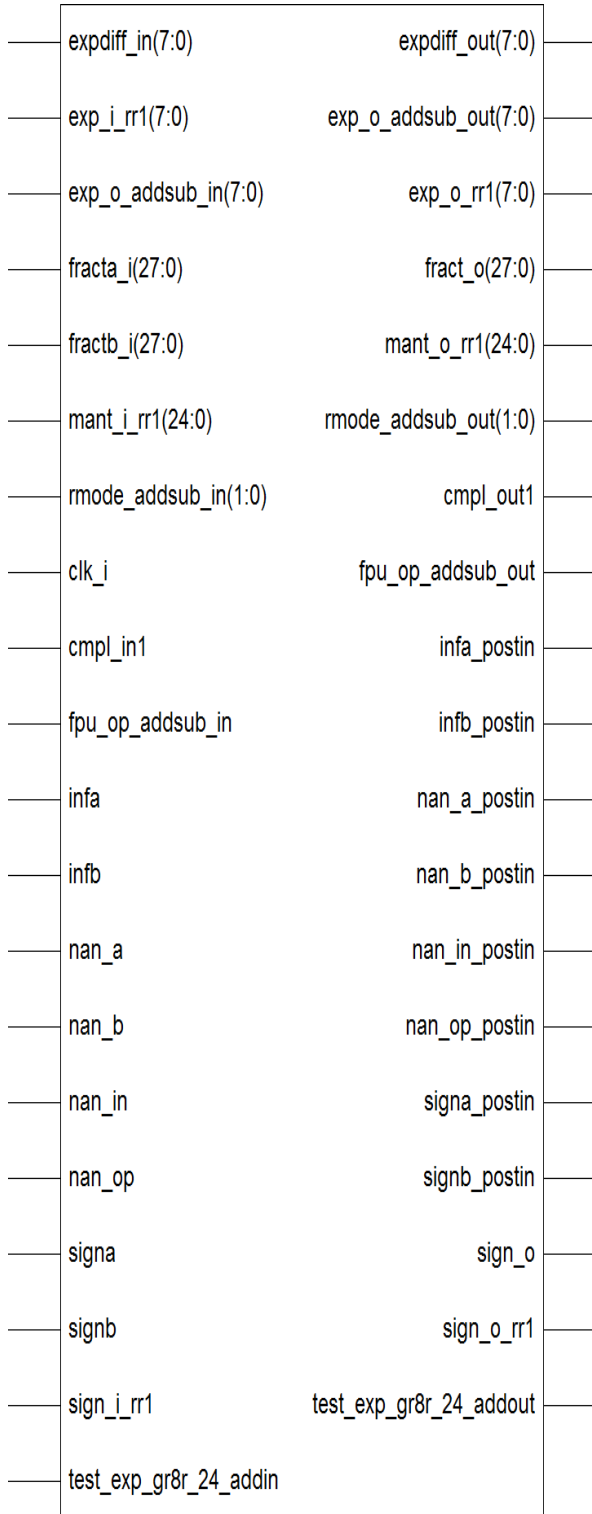 expdiff_in(7:0) expdiff_out(7:0)
exp_i_rr1(7:0) exp_o_addsub_out(7:0)
exp_o_addsub_in(7:0) exp_o_rr1(7:0)
fracta_i(27:0) fract_o(27:0)
fractb_i(27:0) mant_o_rr1(24:0)
mant_i_rr1(24:0) rmode_addsub_out(1:0)
rmode_addsub_in(1:0) cmpl_out1
clk_i fpu_op_addsub_out
cmpl_in1 infa_postin
fpu_op_addsub_in infb_postin
infa nan_a_postin
infb nan_b_postin
nan_a nan_in_postin
nan_b nan_op_postin
nan_in signa_postin
nan_op signb_postin
signa sign_o
signb sign_o_rr1
sign_i_rr1 test_exp_gr8r_24_addout
test_exp_gr8r_24_addin